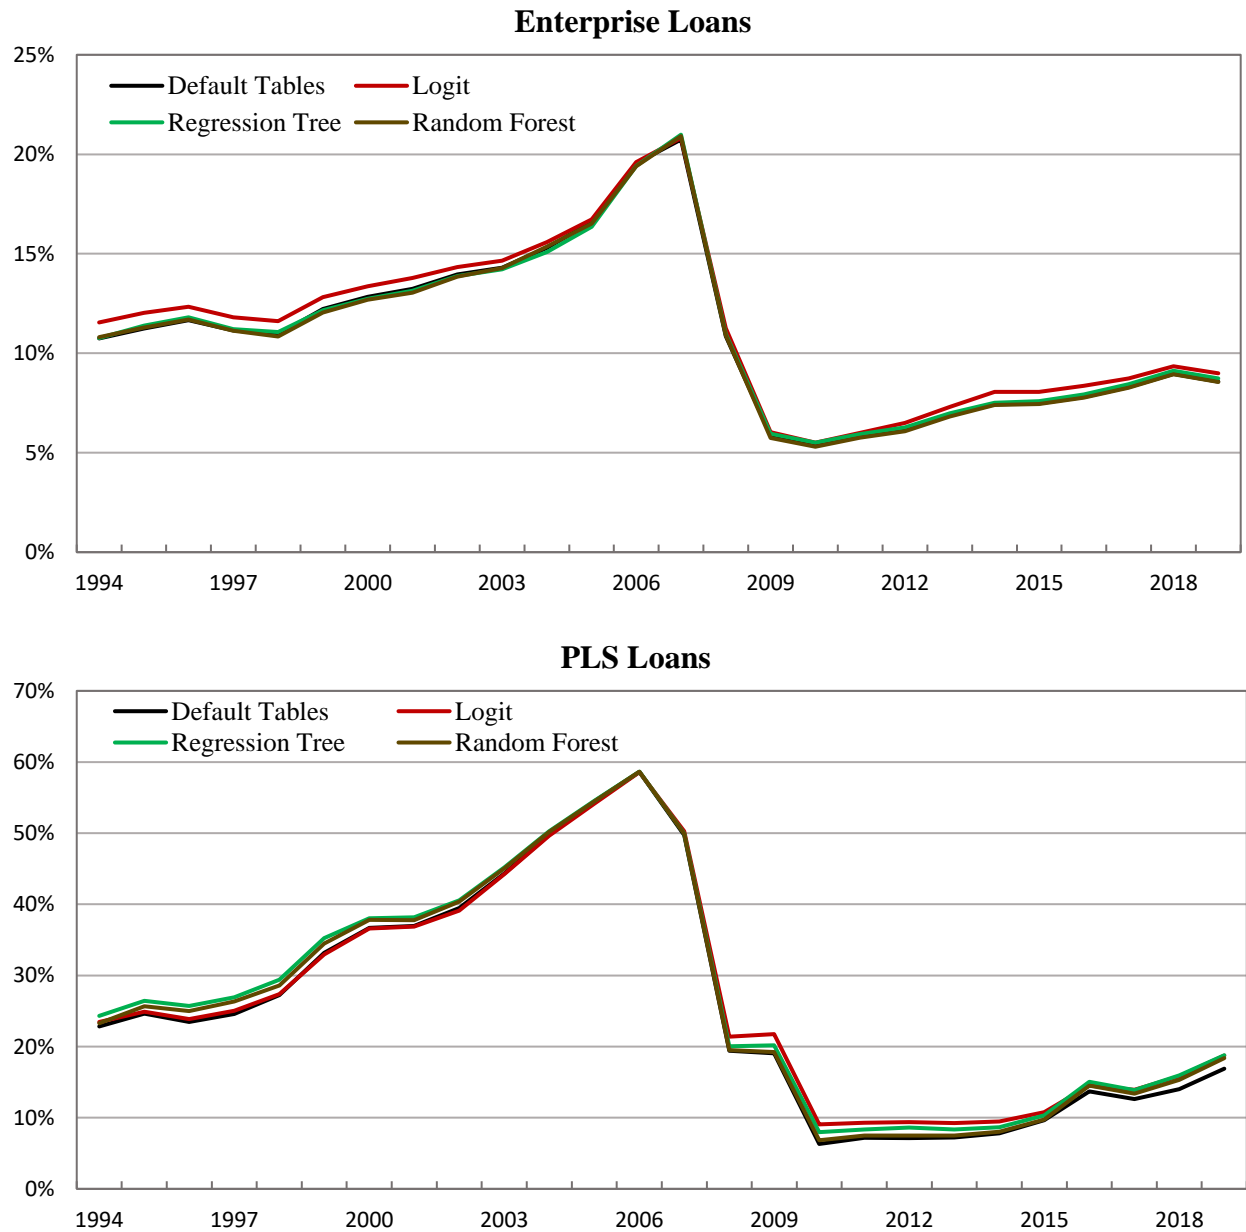 Enterprise Loans
25%
Default Tables Logit
Regression Tree Random Forest
20%
15%
10%
5%
0%
1994 1997 2000 2003 2006 2009 2012 2015 2018
PLS Loans
70%
Default Tables Logit
Regression Tree Random Forest
60%
50%
40%
30%
20%
10%
0%
1994 1997 2000 2003 2006 2009 2012 2015 2018